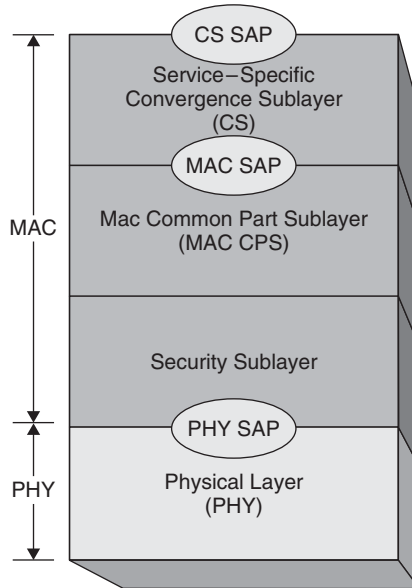 CS SAP
Service–Specific
Convergence Sublayer
(CS)
MAC SAP
Mac Common Part Sublayer
(MAC CPS)
MAC
Security Sublayer
PHY SAP
Physical Layer
(PHY)
PHY